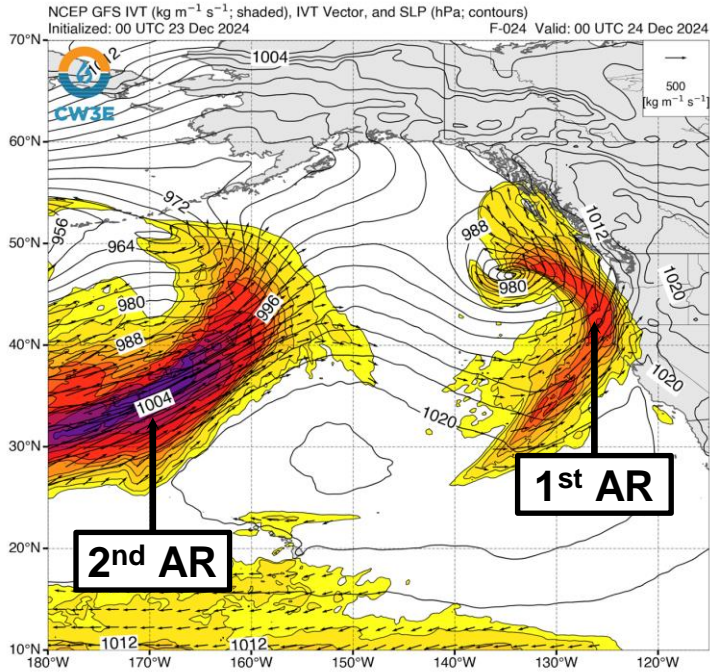 NCEP GFS IVT (kg m⁻¹ s⁻¹; shaded), IVT Vector, and SLP (hPa; contours)
Initialized: 00 UTC 23 Dec 2024 F-024 Valid: 00 UTC 24 Dec 2024
70°N
1012
1004
CW3E
500
[kg m⁻¹ s⁻¹]
60°N
972
956
988
1012
50°N
964
980
980
1020
996
988
40°N
1020
1004
1020
30°N
1st AR
2nd AR
20°N
1012
1012
10°N
180°
170°W
160°W
150°W
140°W
130°W
120°W